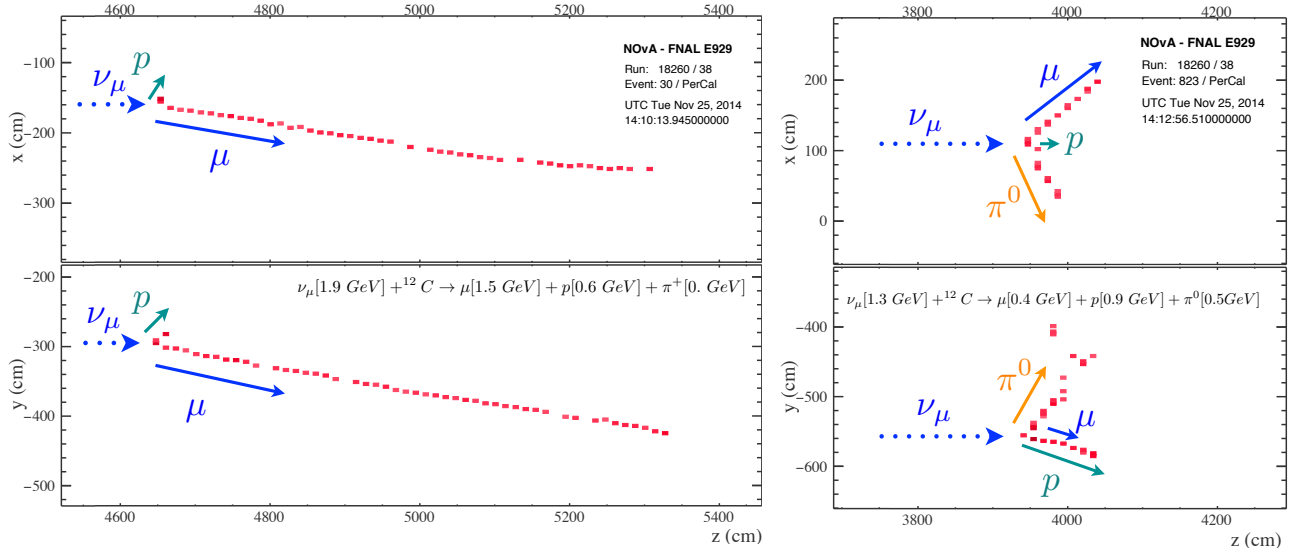 NOvA - FNAL E929
Run: 18260 / 38
Event: 30 / PerCal
UTC Tue Nov 25, 2014
14:10:13.945000000
x (cm)
−100
−200
−300
p
ν_μ
μ
ν_μ[1.9 GeV] +¹² C → μ[1.5 GeV] + p[0.6 GeV] + π⁺[0. GeV]
y (cm)
−200
−300
−400
−500
p
ν_μ
μ
4600 4800 5000 5200 5400
z (cm)
4600 4800 5000 5200 5400
3800 4000 4200
NOvA - FNAL E929
Run: 18260 / 38
Event: 823 / PerCal
UTC Tue Nov 25, 2014
14:12:56.510000000
x (cm)
200
100
0
μ
ν_μ
p
π⁰
ν_μ[1.3 GeV] +¹² C → μ[0.4 GeV] + p[0.9 GeV] + π⁰[0.5GeV]
y (cm)
−400
−500
−600
π⁰
ν_μ
μ
p
3800 4000 4200
z (cm)